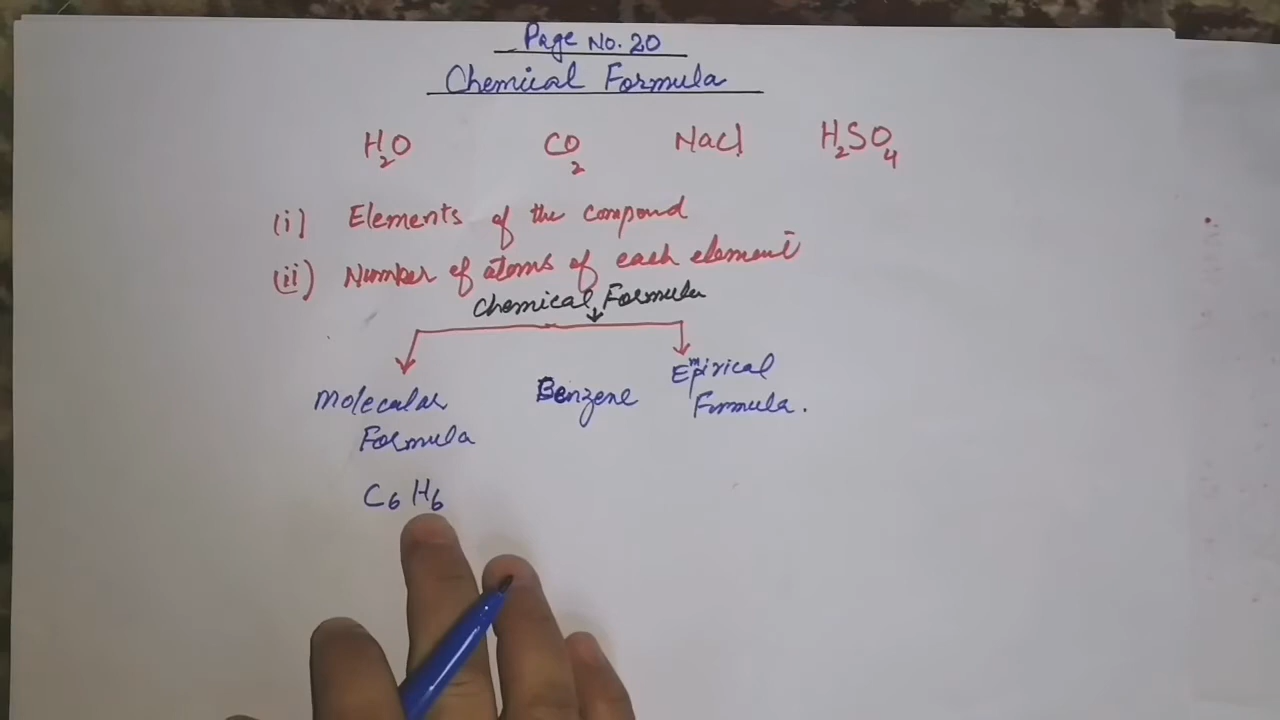 Page No. 20
Chemical Formula
H2O CO2 NaCl H2SO4
(i) Elements of the compound
(ii) Number of atoms of each element
Chemical Formula
Molecular Formula
Benzene
Empirical Formula.
C6H6